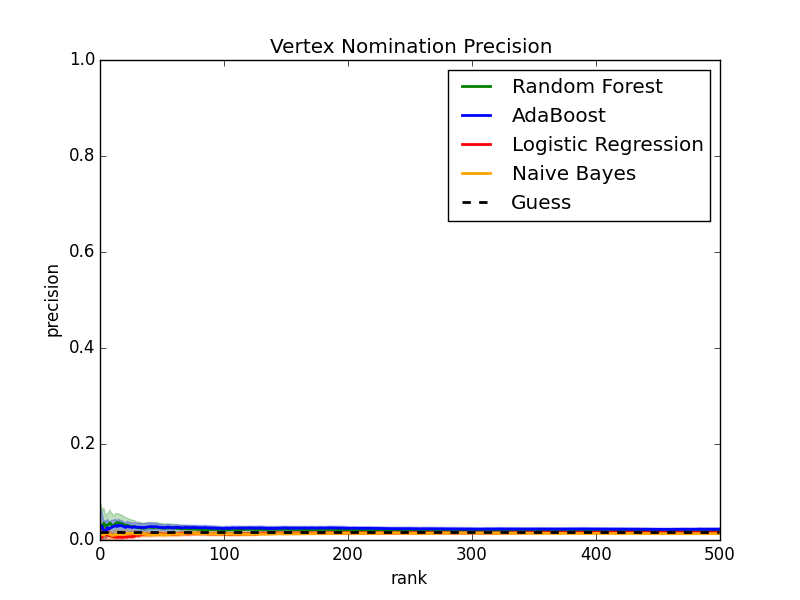 Vertex Nomination Precision
1.0
0.8
0.6
0.4
0.2
0.0
precision
Random Forest
AdaBoost
Logistic Regression
Naive Bayes
Guess
0 100 200 300 400 500
rank